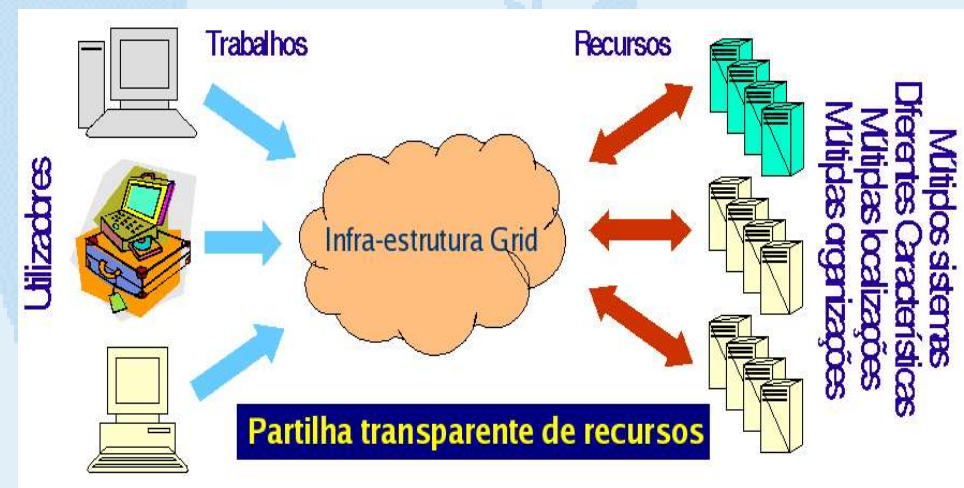 Trabalhos
Recursos
Utilizadores
Infra-estrutura Grid
Múltiplos sistemas
Diferentes Características
Múltiplas localizações
Múltiplas organizações
Partilha transparente de recursos